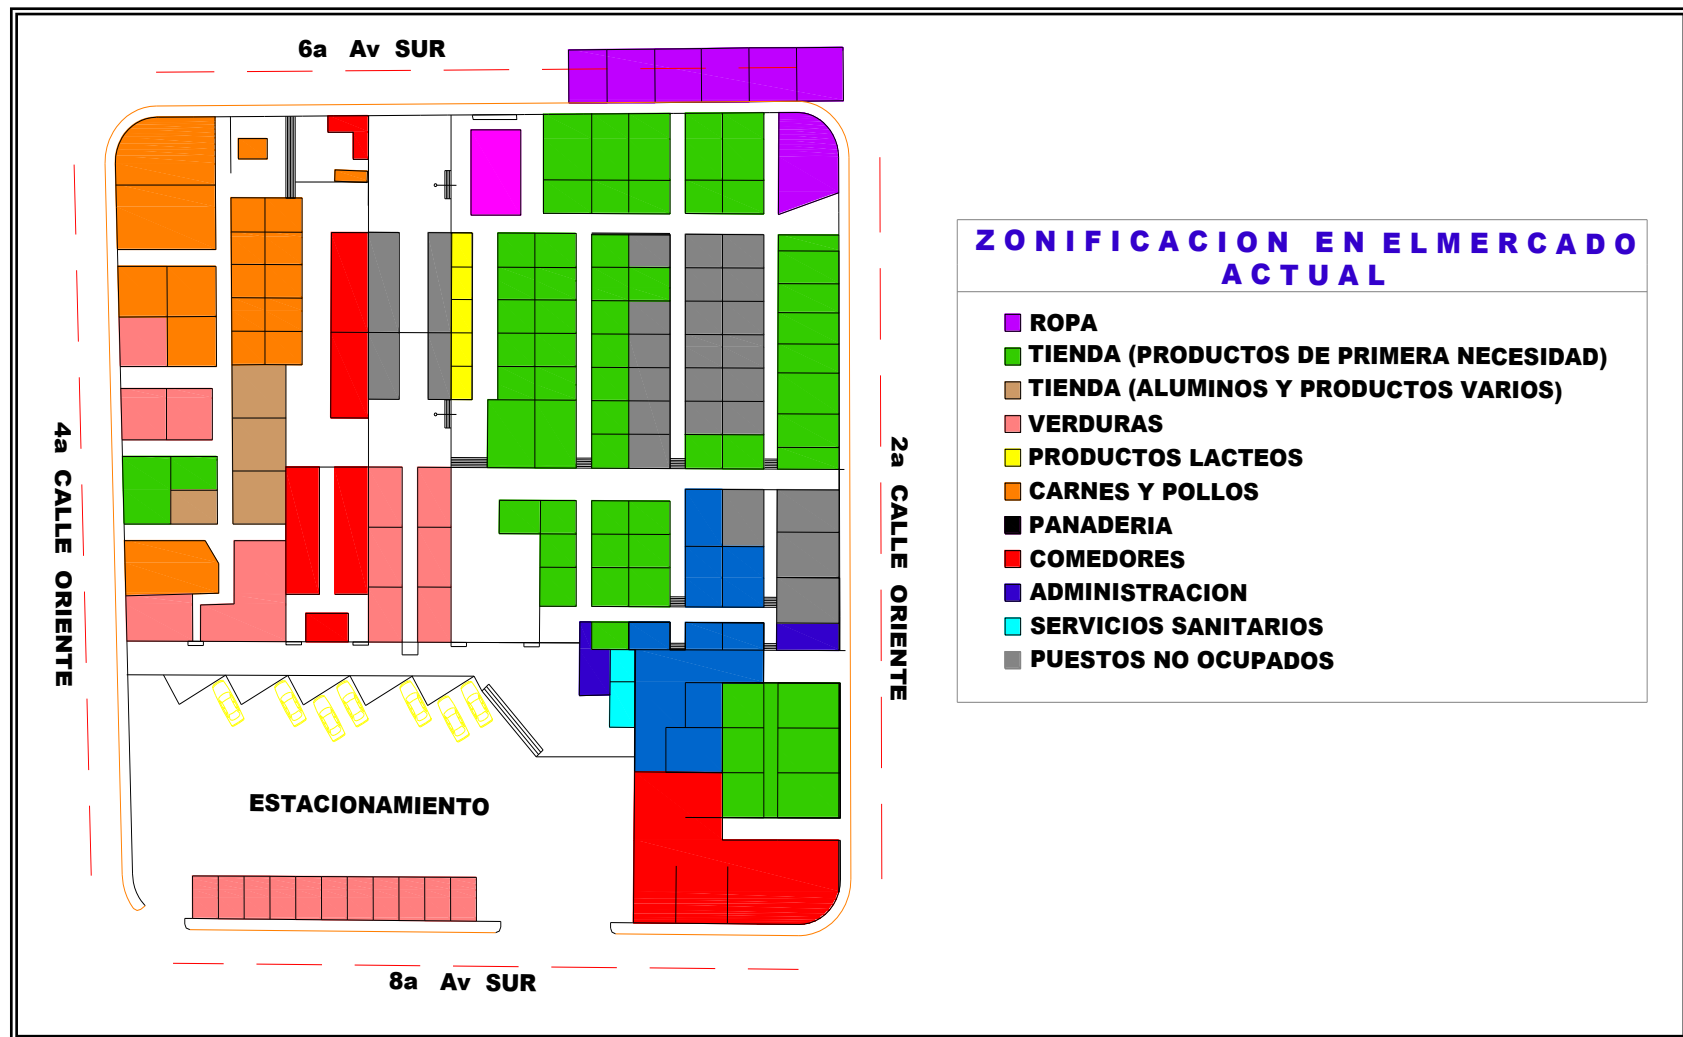 6a Av SUR
ZONIFICACION EN ELMERCADO
ACTUAL
ROPA
TIENDA (PRODUCTOS DE PRIMERA NECESIDAD)
TIENDA (ALUMINOS Y PRODUCTOS VARIOS)
VERDURAS
PRODUCTOS LACTEOS
CARNES Y POLLOS
PANADERIA
COMEDORES
ADMINISTRACION
SERVICIOS SANITARIOS
PUESTOS NO OCUPADOS
4a CALLE ORIENTE
2a CALLE ORIENTE
ESTACIONAMIENTO
8a Av SUR